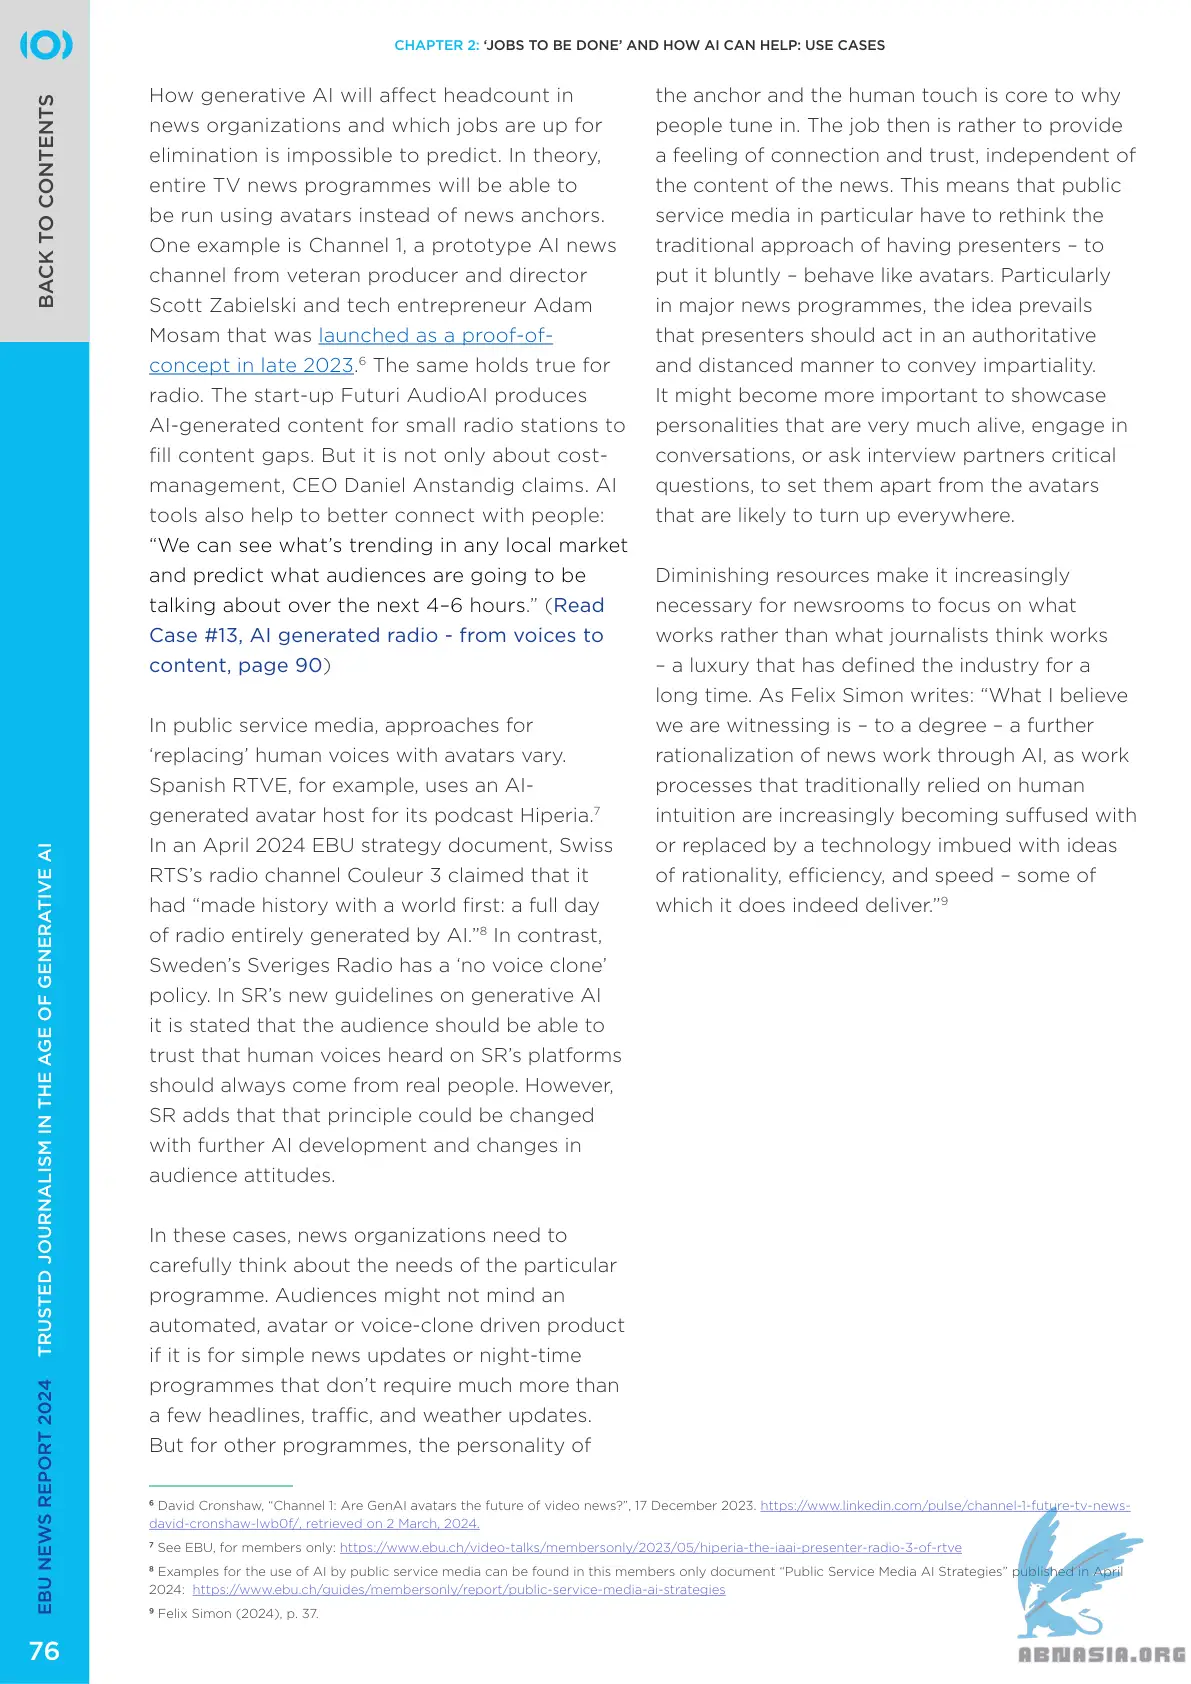 BACK TO CONTENTS
CHAPTER 2: ‘JOBS TO BE DONE’ AND HOW AI CAN HELP: USE CASES
How generative AI will affect headcount in
news organizations and which jobs are up for
elimination is impossible to predict. In theory,
entire TV news programmes will be able to
be run using avatars instead of news anchors.
One example is Channel 1, a prototype AI news
channel from veteran producer and director
Scott Zabielski and tech entrepreneur Adam
Mosam that was launched as a proof-of-
concept in late 2023.⁶ The same holds true for
radio. The start-up Futuri AudioAI produces
AI-generated content for small radio stations to
fill content gaps. But it is not only about cost-
management, CEO Daniel Anstandig claims. AI
tools also help to better connect with people:
“We can see what’s trending in any local market
and predict what audiences are going to be
talking about over the next 4–6 hours.” (Read
Case #13, AI generated radio - from voices to
content, page 90)
In public service media, approaches for
‘replacing’ human voices with avatars vary.
Spanish RTVE, for example, uses an AI-
generated avatar host for its podcast Hiperia.⁷
In an April 2024 EBU strategy document, Swiss
RTS’s radio channel Couleur 3 claimed that it
had “made history with a world first: a full day
of radio entirely generated by AI.”⁸ In contrast,
Sweden’s Sveriges Radio has a ‘no voice clone’
policy. In SR’s new guidelines on generative AI
it is stated that the audience should be able to
trust that human voices heard on SR’s platforms
should always come from real people. However,
SR adds that that principle could be changed
with further AI development and changes in
audience attitudes.
In these cases, news organizations need to
carefully think about the needs of the particular
programme. Audiences might not mind an
automated, avatar or voice-clone driven product
if it is for simple news updates or night-time
programmes that don’t require much more than
a few headlines, traffic, and weather updates.
But for other programmes, the personality of
the anchor and the human touch is core to why
people tune in. The job then is rather to provide
a feeling of connection and trust, independent of
the content of the news. This means that public
service media in particular have to rethink the
traditional approach of having presenters – to
put it bluntly – behave like avatars. Particularly
in major news programmes, the idea prevails
that presenters should act in an authoritative
and distanced manner to convey impartiality.
It might become more important to showcase
personalities that are very much alive, engage in
conversations, or ask interview partners critical
questions, to set them apart from the avatars
that are likely to turn up everywhere.
Diminishing resources make it increasingly
necessary for newsrooms to focus on what
works rather than what journalists think works
– a luxury that has defined the industry for a
long time. As Felix Simon writes: “What I believe
we are witnessing is – to a degree – a further
rationalization of news work through AI, as work
processes that traditionally relied on human
intuition are increasingly becoming suffused with
or replaced by a technology imbued with ideas
of rationality, efficiency, and speed – some of
which it does indeed deliver.”⁹
⁶ David Cronshaw, “Channel 1: Are GenAI avatars the future of video news?”, 17 December 2023. https://www.linkedin.com/pulse/channel-1-future-tv-news-
david-cronshaw-lwb0f/, retrieved on 2 March, 2024.
⁷ See EBU, for members only: https://www.ebu.ch/video-talks/membersonly/2023/05/hiperia-the-iaai-presenter-radio-3-of-rtve
⁸ Examples for the use of AI by public service media can be found in this members only document “Public Service Media AI Strategies” published in April
2024: https://www.ebu.ch/guides/membersonly/report/public-service-media-ai-strategies
⁹ Felix Simon (2024), p. 37.
EBU NEWS REPORT 2024 TRUSTED JOURNALISM IN THE AGE OF GENERATIVE AI
76
ABNASIA.ORG